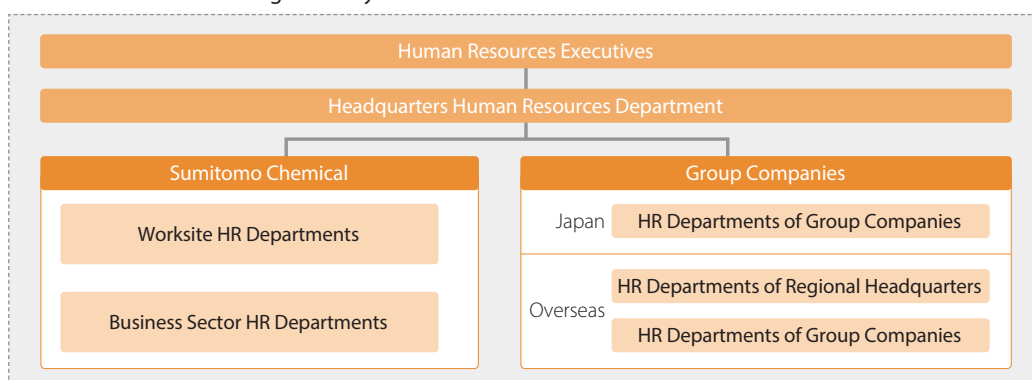 Human Resources Executives
Headquarters Human Resources Department
Sumitomo Chemical
Worksite HR Departments
Business Sector HR Departments
Group Companies
Japan
HR Departments of Group Companies
Overseas
HR Departments of Regional Headquarters
HR Departments of Group Companies